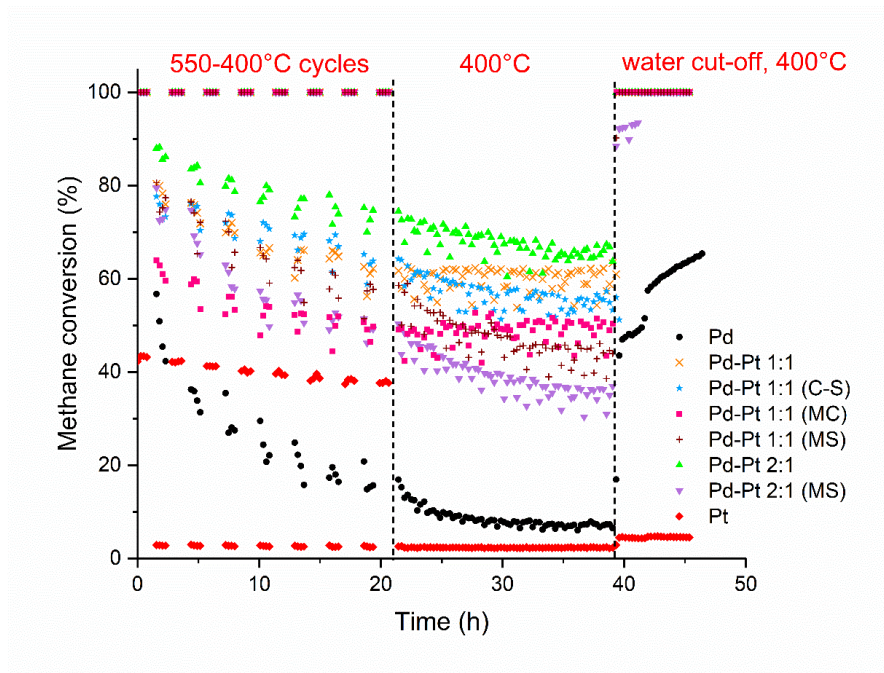 550-400°C cycles
400°C
water cut-off, 400°C
100
80
60
40
20
0
Methane conversion (%)
0
10
20
30
40
50
Time (h)
Pd
Pd-Pt 1:1
Pd-Pt 1:1 (C-S)
Pd-Pt 1:1 (MC)
Pd-Pt 1:1 (MS)
Pd-Pt 2:1
Pd-Pt 2:1 (MS)
Pt